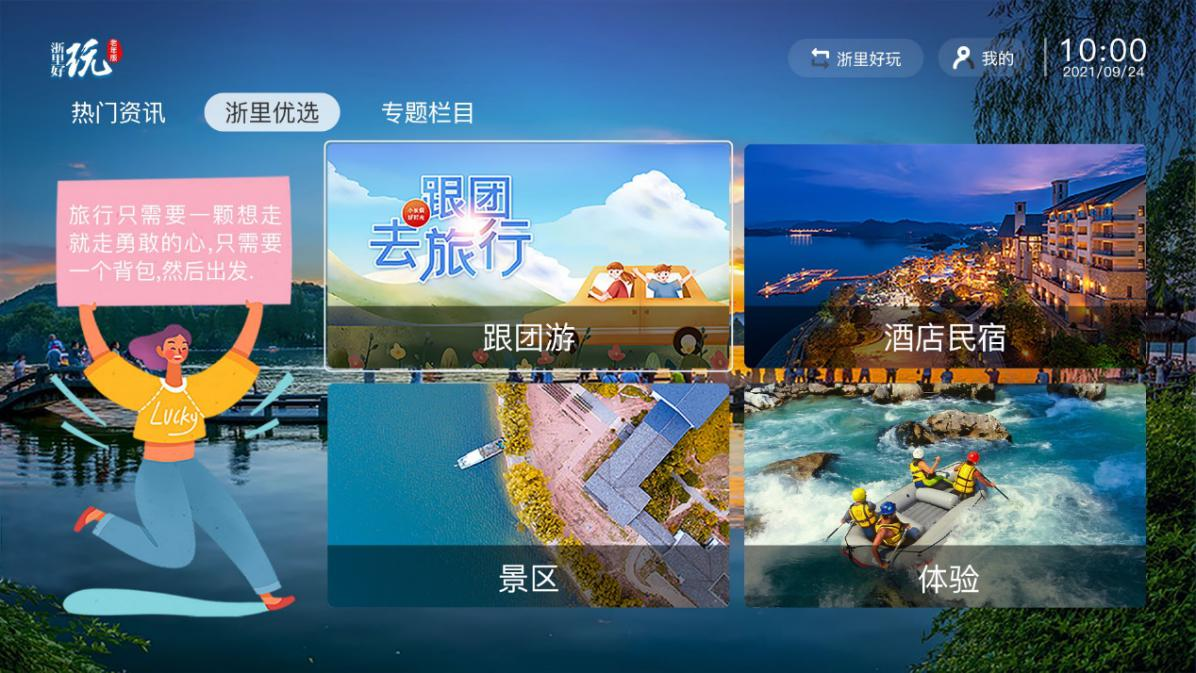 浙里好玩
老年版
浙里好玩
我的
10:00
2021/09/24
热门资讯
浙里优选
专题栏目
旅行只需要一颗想走
就走勇敢的心,只需要
一个背包,然后出发.
Lucky
跟团
去旅行
跟团游
酒店民宿
景区
体验